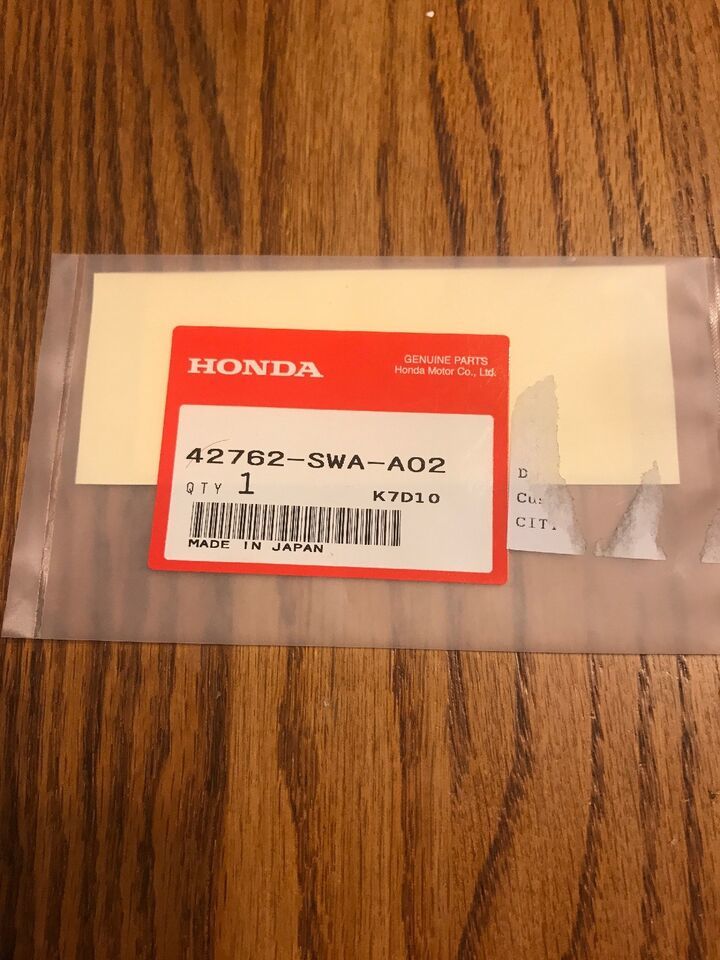 HONDA
GENUINE PARTS
Honda Motor Co., Ltd.
42762-SWA-A02
QTY 1
K7D10
MADE IN JAPAN
D
CIT